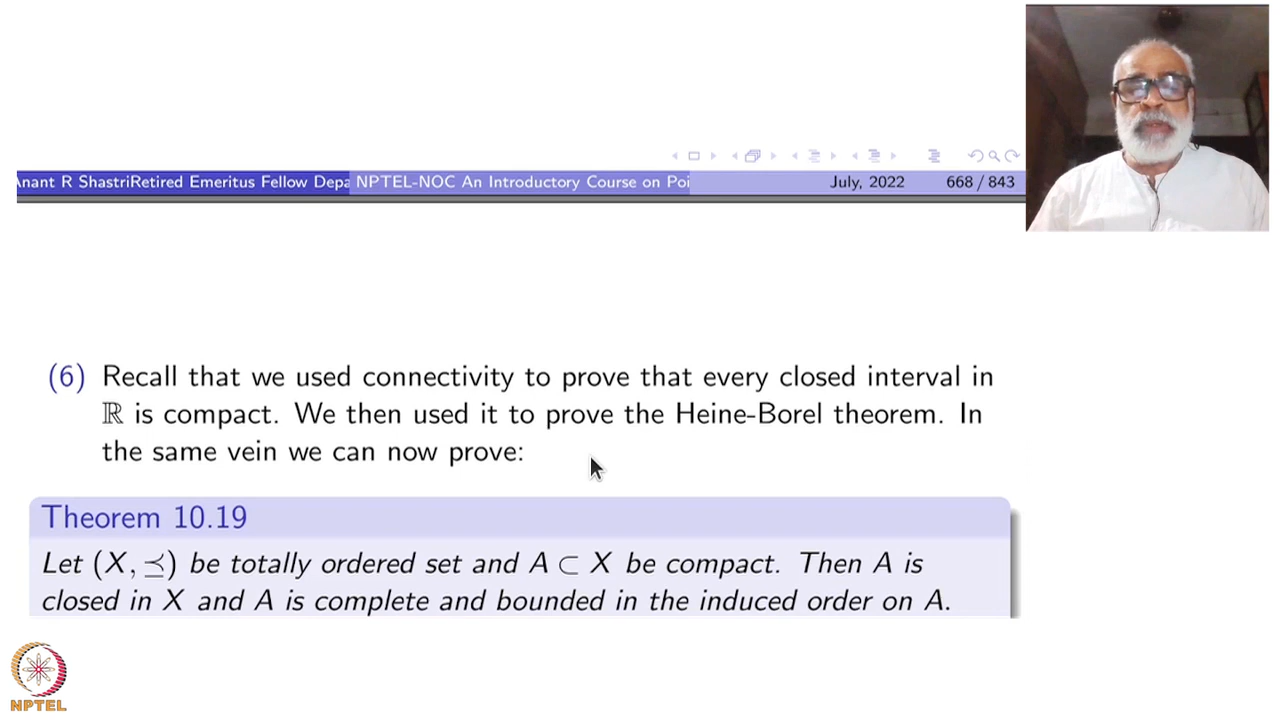 Anant R ShastriRetired Emeritus Fellow Depa NPTEL-NOC An Introductory Course on Poi July, 2022 668 / 843
(6) Recall that we used connectivity to prove that every closed interval in
ℝ is compact. We then used it to prove the Heine-Borel theorem. In
the same vein we can now prove:
Theorem 10.19
Let (X, ⪯) be totally ordered set and A ⊂ X be compact. Then A is
closed in X and A is complete and bounded in the induced order on A.
NPTEL